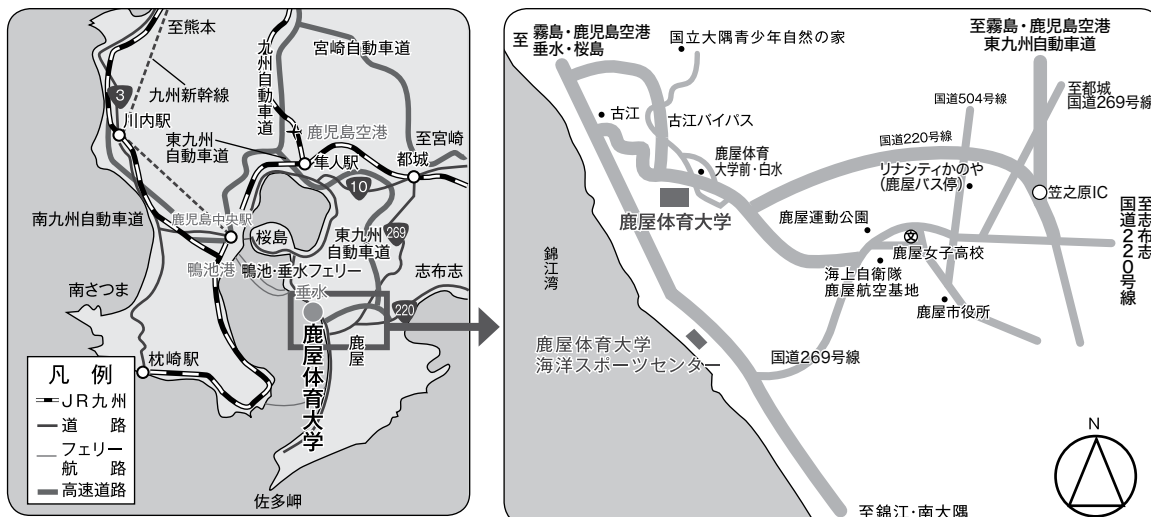 至熊本
九州自動車道
宮崎自動車道
3
九州新幹線
川内駅
東九州
自動車道
鹿児島空港
至宮崎
隼人駅
都城
10
南九州自動車道
鹿児島中央駅
桜島
東九州
自動車道
269
鴨池港
鴨池・垂水フェリー
志布志
垂水
南さつま
220
鹿屋
鹿屋体育大学
枕崎駅
凡例
JR九州
道路
フェリー
航路
高速道路
佐多岬
至
霧島・鹿児島空港
垂水・桜島
国立大隅青少年自然の家
至霧島・鹿児島空港
東九州自動車道
至都城
国道269号線
国道504号線
古江
古江バイパス
国道220号線
鹿屋体育
大学前・白水
リナシティかのや
(鹿屋バス停)
笠之原IC
鹿屋体育大学
鹿屋運動公園
至志布志
国道220号線
文
鹿屋女子高校
錦江湾
海上自衛隊
鹿屋航空基地
鹿屋市役所
鹿屋体育大学
海洋スポーツセンター
国道269号線
N
至錦江・南大隅